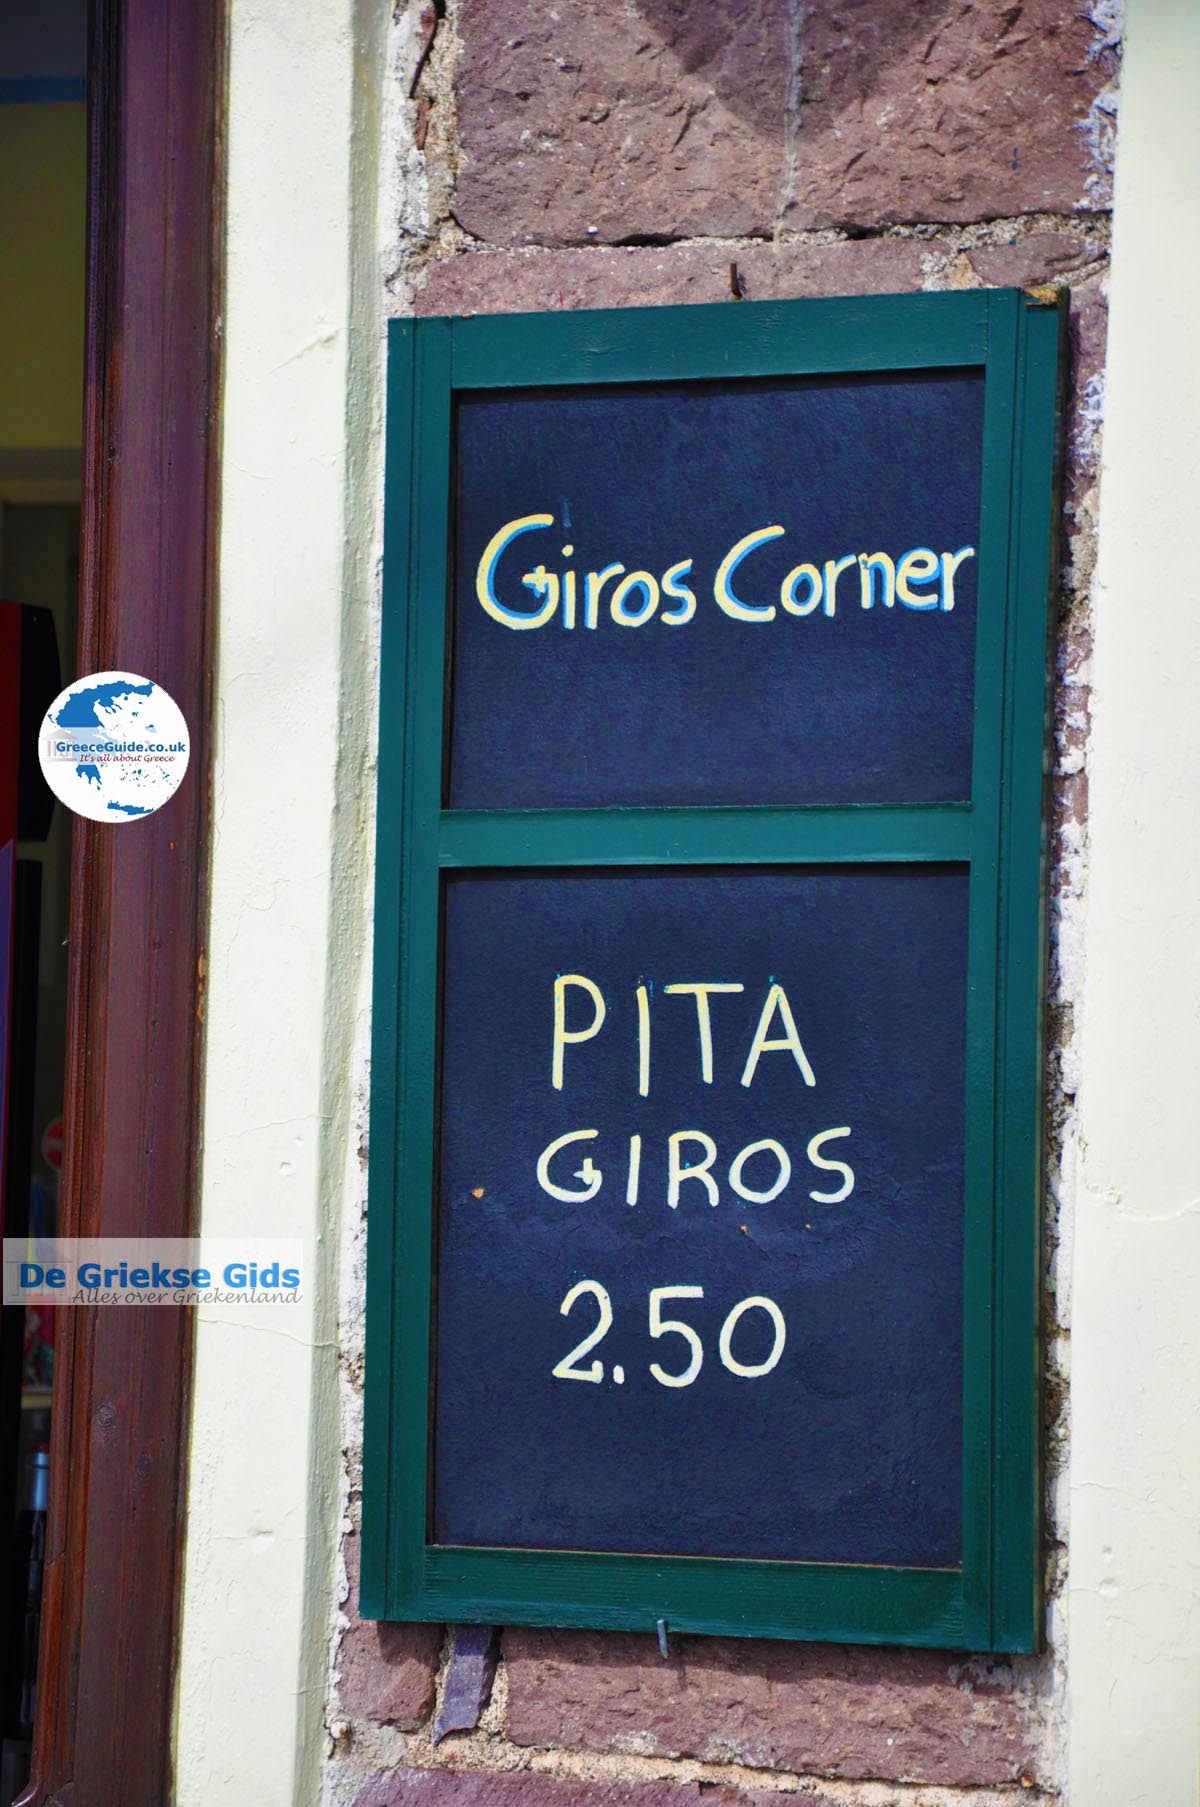 Giros Corner
GreeceGuide.co.uk
It's all about Greece
PITA
GIROS
De Griekse Gids
Alles over Griekenland
2.50